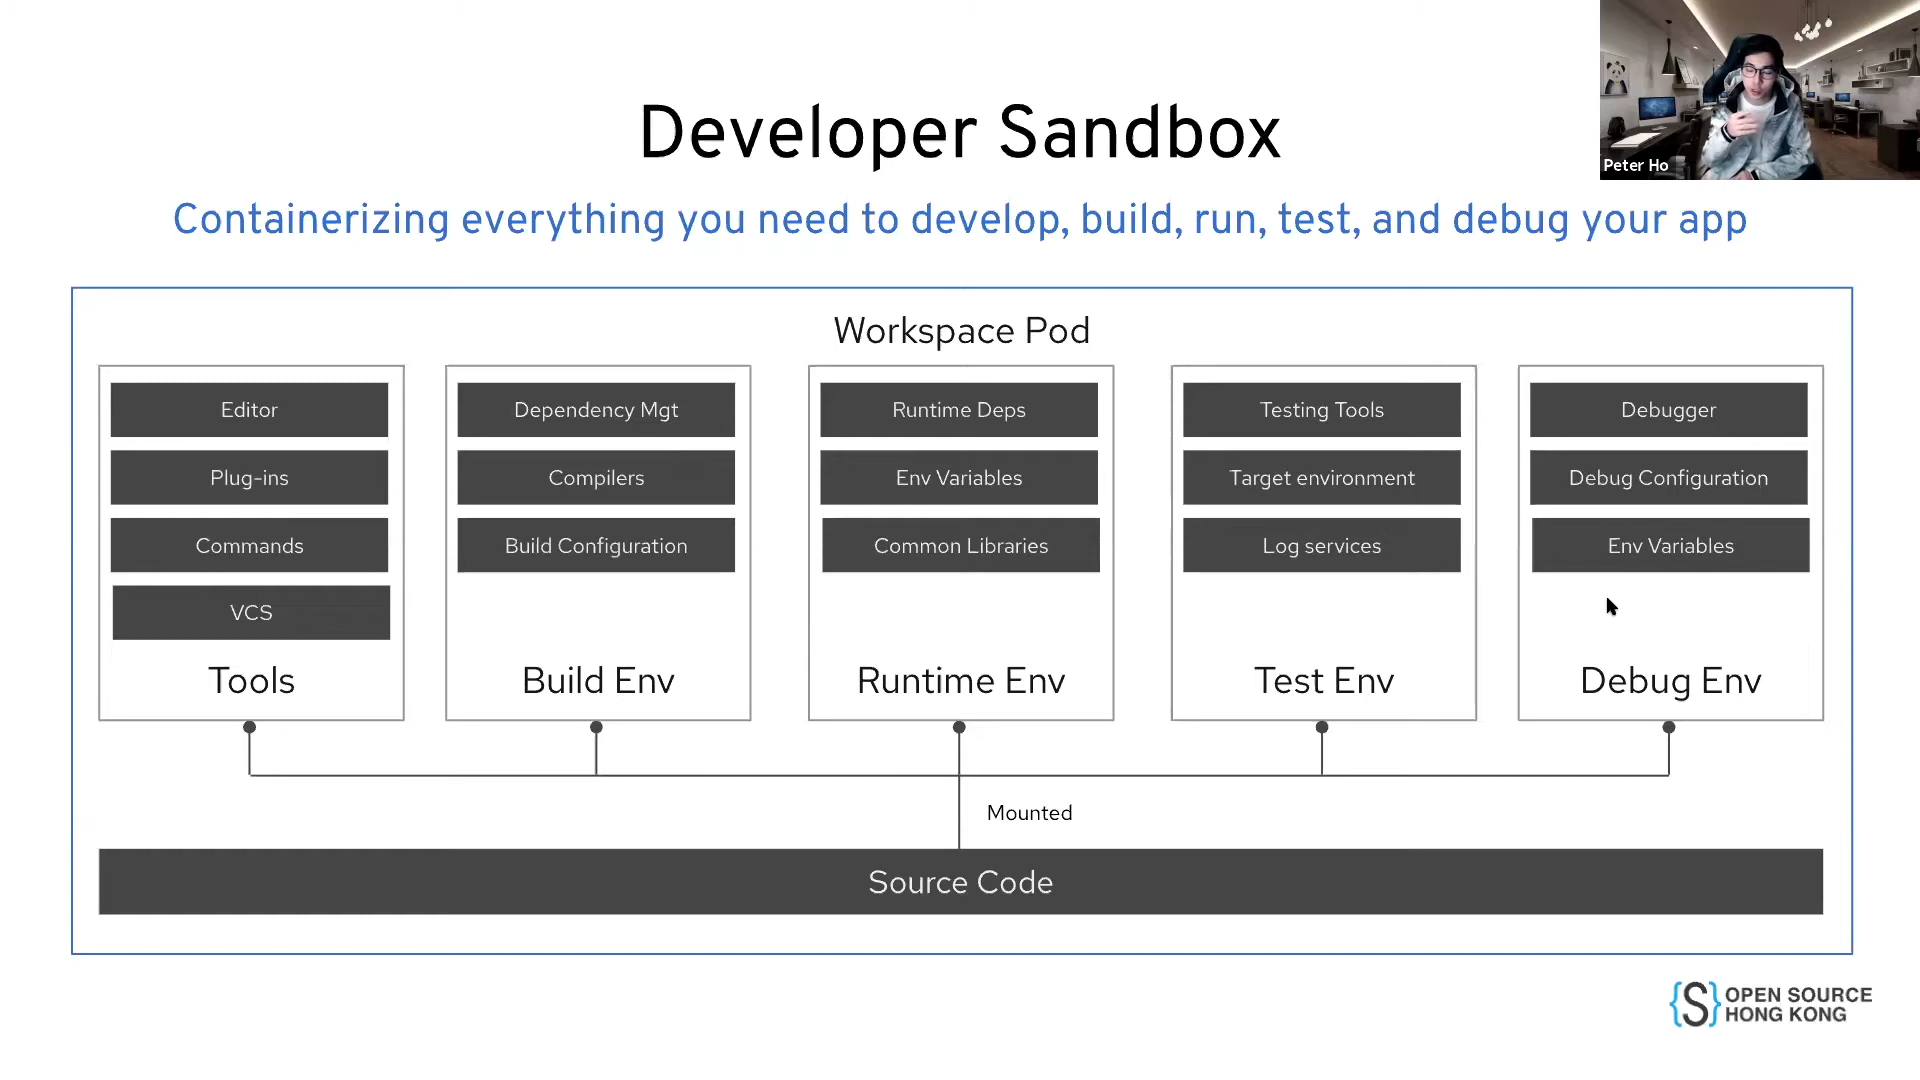 Developer Sandbox
Peter Ho
Containerizing everything you need to develop, build, run, test, and debug your app
Workspace Pod
Editor
Plug-ins
Commands
VCS
Tools
Dependency Mgt
Compilers
Build Configuration
Build Env
Runtime Deps
Env Variables
Common Libraries
Runtime Env
Testing Tools
Target environment
Log services
Test Env
Debugger
Debug Configuration
Env Variables
Debug Env
Mounted
Source Code
{S} OPEN SOURCE
HONG KONG